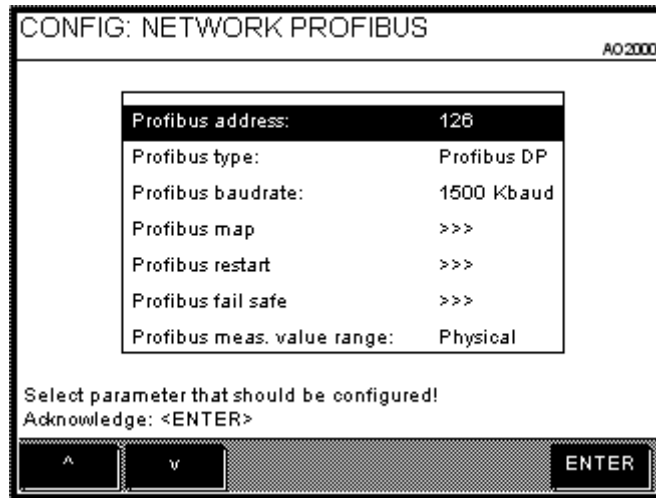 CONFIG: NETWORK PROFIBUS
AO2000
Profibus address: 126
Profibus type: Profibus DP
Profibus baudrate: 1500 Kbaud
Profibus map >>>
Profibus restart >>>
Profibus fail safe >>>
Profibus meas. value range: Physical
Select parameter that should be configured!
Acknowledge: <ENTER>
^ v ENTER